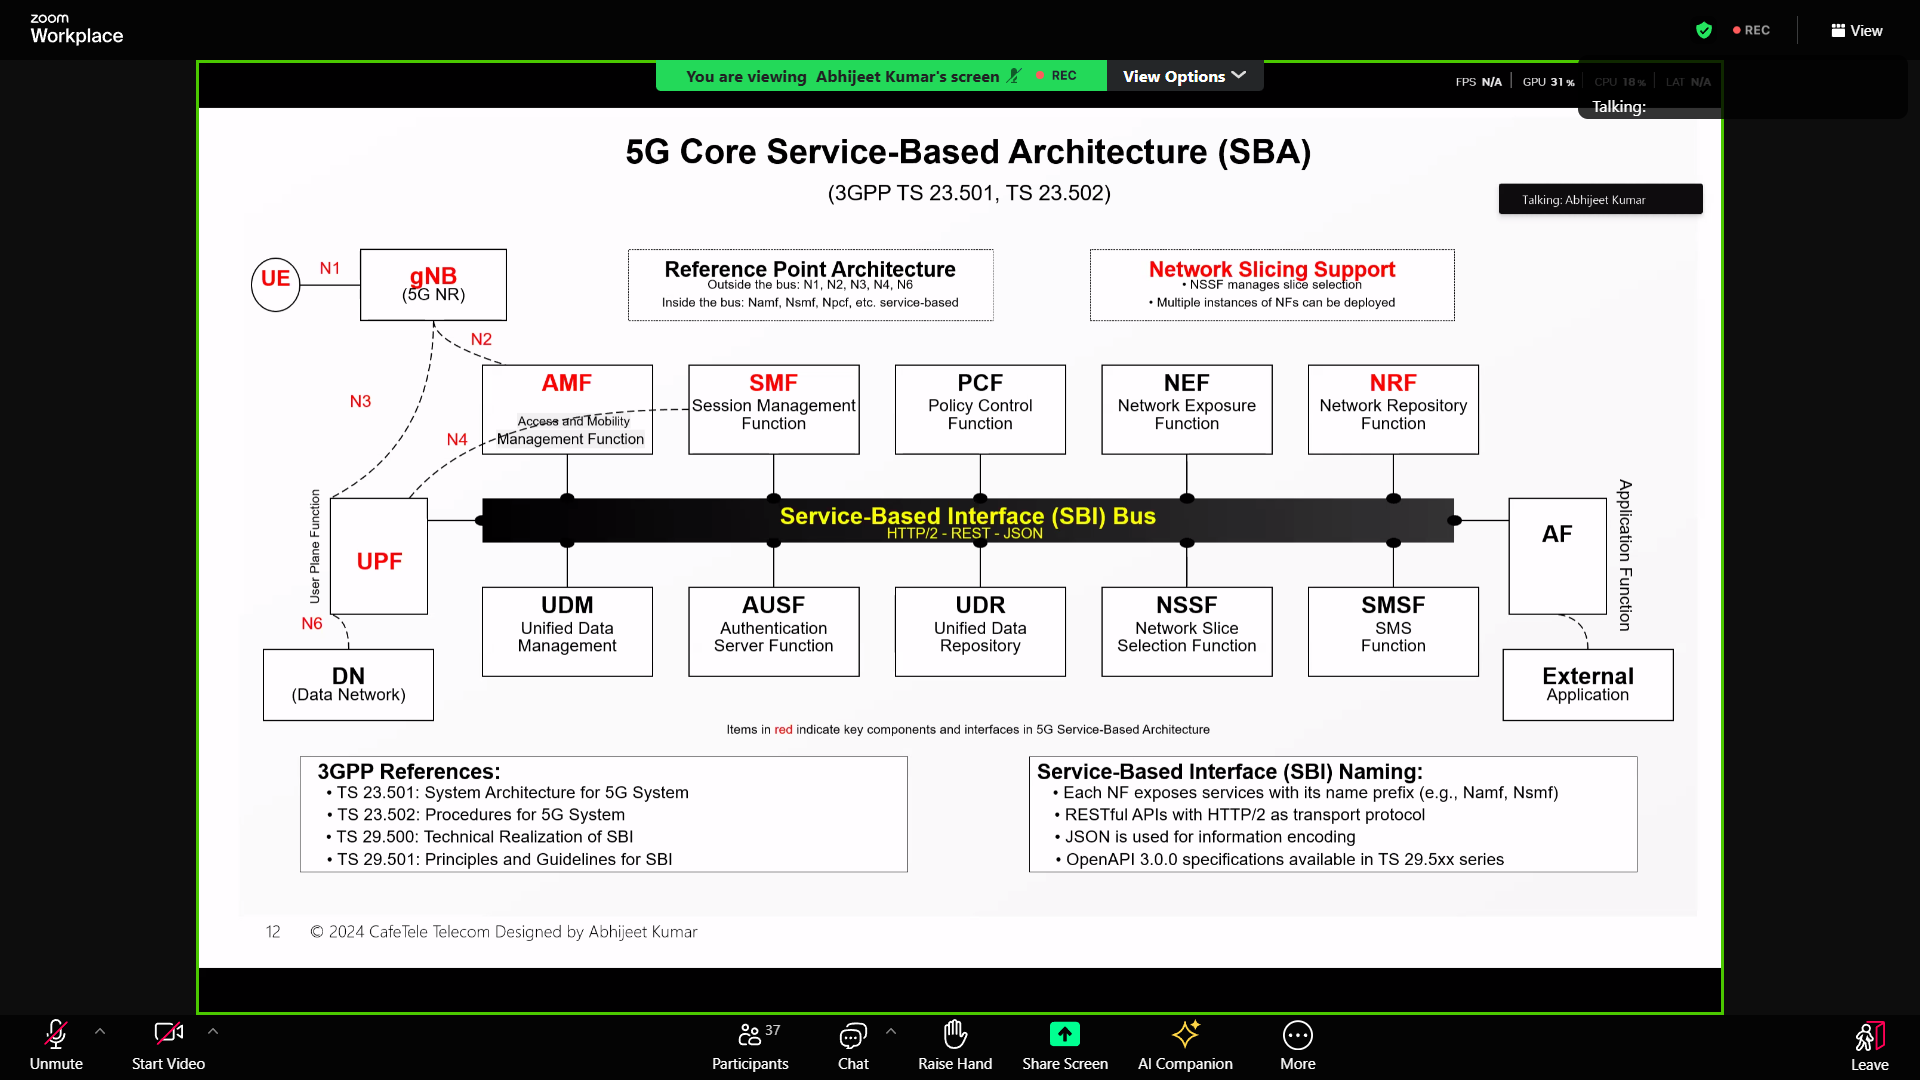 zoom
Workplace
REC
View
You are viewing Abhijeet Kumar's screen
REC
View Options
FPS N/A
GPU 31 %
CPU 18 %
LAT N/A
Talking:
5G Core Service-Based Architecture (SBA)
(3GPP TS 23.501, TS 23.502)
Talking: Abhijeet Kumar
UE
N1
gNB
(5G NR)
Reference Point Architecture
Outside the bus: N1, N2, N3, N4, N6
Inside the bus: Namf, Nsmf, Npcf, etc. service-based
Network Slicing Support
• NSSF manages slice selection
• Multiple instances of NFs can be deployed
N2
N3
N4
AMF
Access and Mobility
Management Function
SMF
Session Management
Function
PCF
Policy Control
Function
NEF
Network Exposure
Function
NRF
Network Repository
Function
User Plane Function
UPF
Service-Based Interface (SBI) Bus
HTTP/2 - REST - JSON
AF
Application Function
N6
DN
(Data Network)
UDM
Unified Data
Management
AUSF
Authentication
Server Function
UDR
Unified Data
Repository
NSSF
Network Slice
Selection Function
SMSF
SMS
Function
External
Application
Items in red indicate key components and interfaces in 5G Service-Based Architecture
3GPP References:
• TS 23.501: System Architecture for 5G System
• TS 23.502: Procedures for 5G System
• TS 29.500: Technical Realization of SBI
• TS 29.501: Principles and Guidelines for SBI
Service-Based Interface (SBI) Naming:
• Each NF exposes services with its name prefix (e.g., Namf, Nsmf)
• RESTful APIs with HTTP/2 as transport protocol
• JSON is used for information encoding
• OpenAPI 3.0.0 specifications available in TS 29.5xx series
12
© 2024 CafeTele Telecom Designed by Abhijeet Kumar
Unmute
Start Video
37
Participants
Chat
Raise Hand
Share Screen
AI Companion
More
Leave